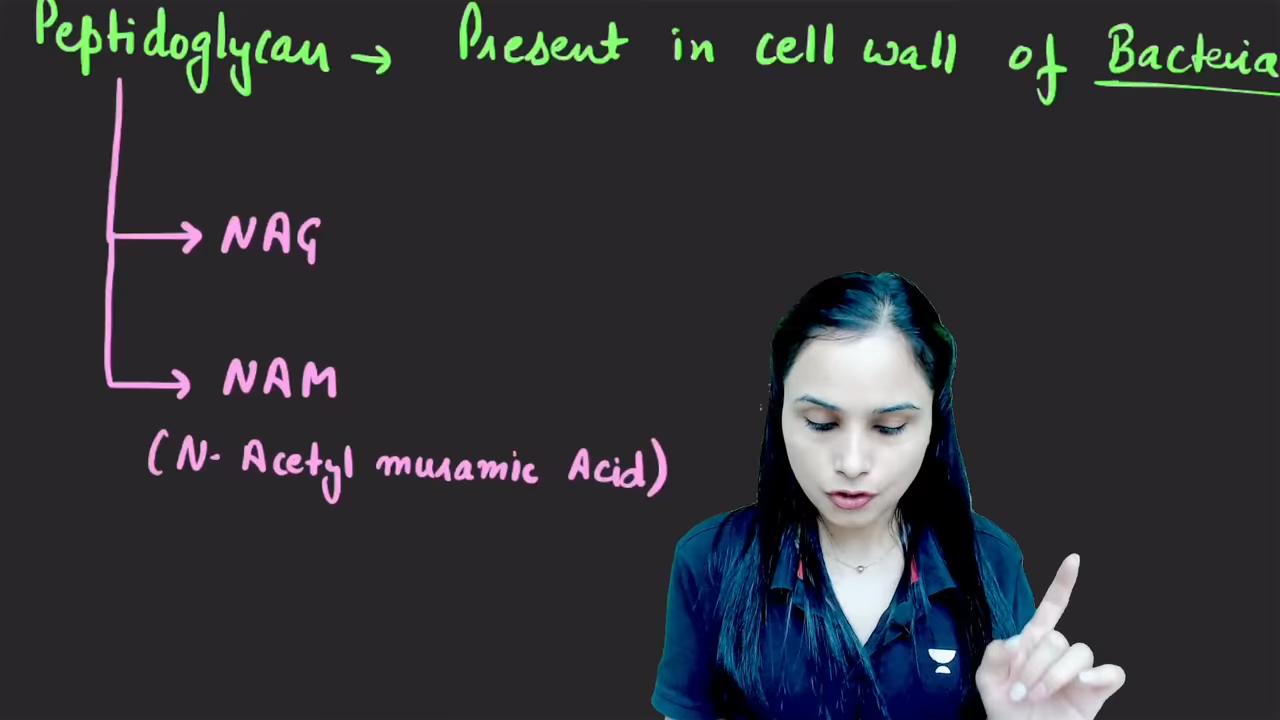 Peptidoglycan → Present in cell wall of Bacteria
→ NAG
→ NAM
(N- Acetyl muramic Acid)